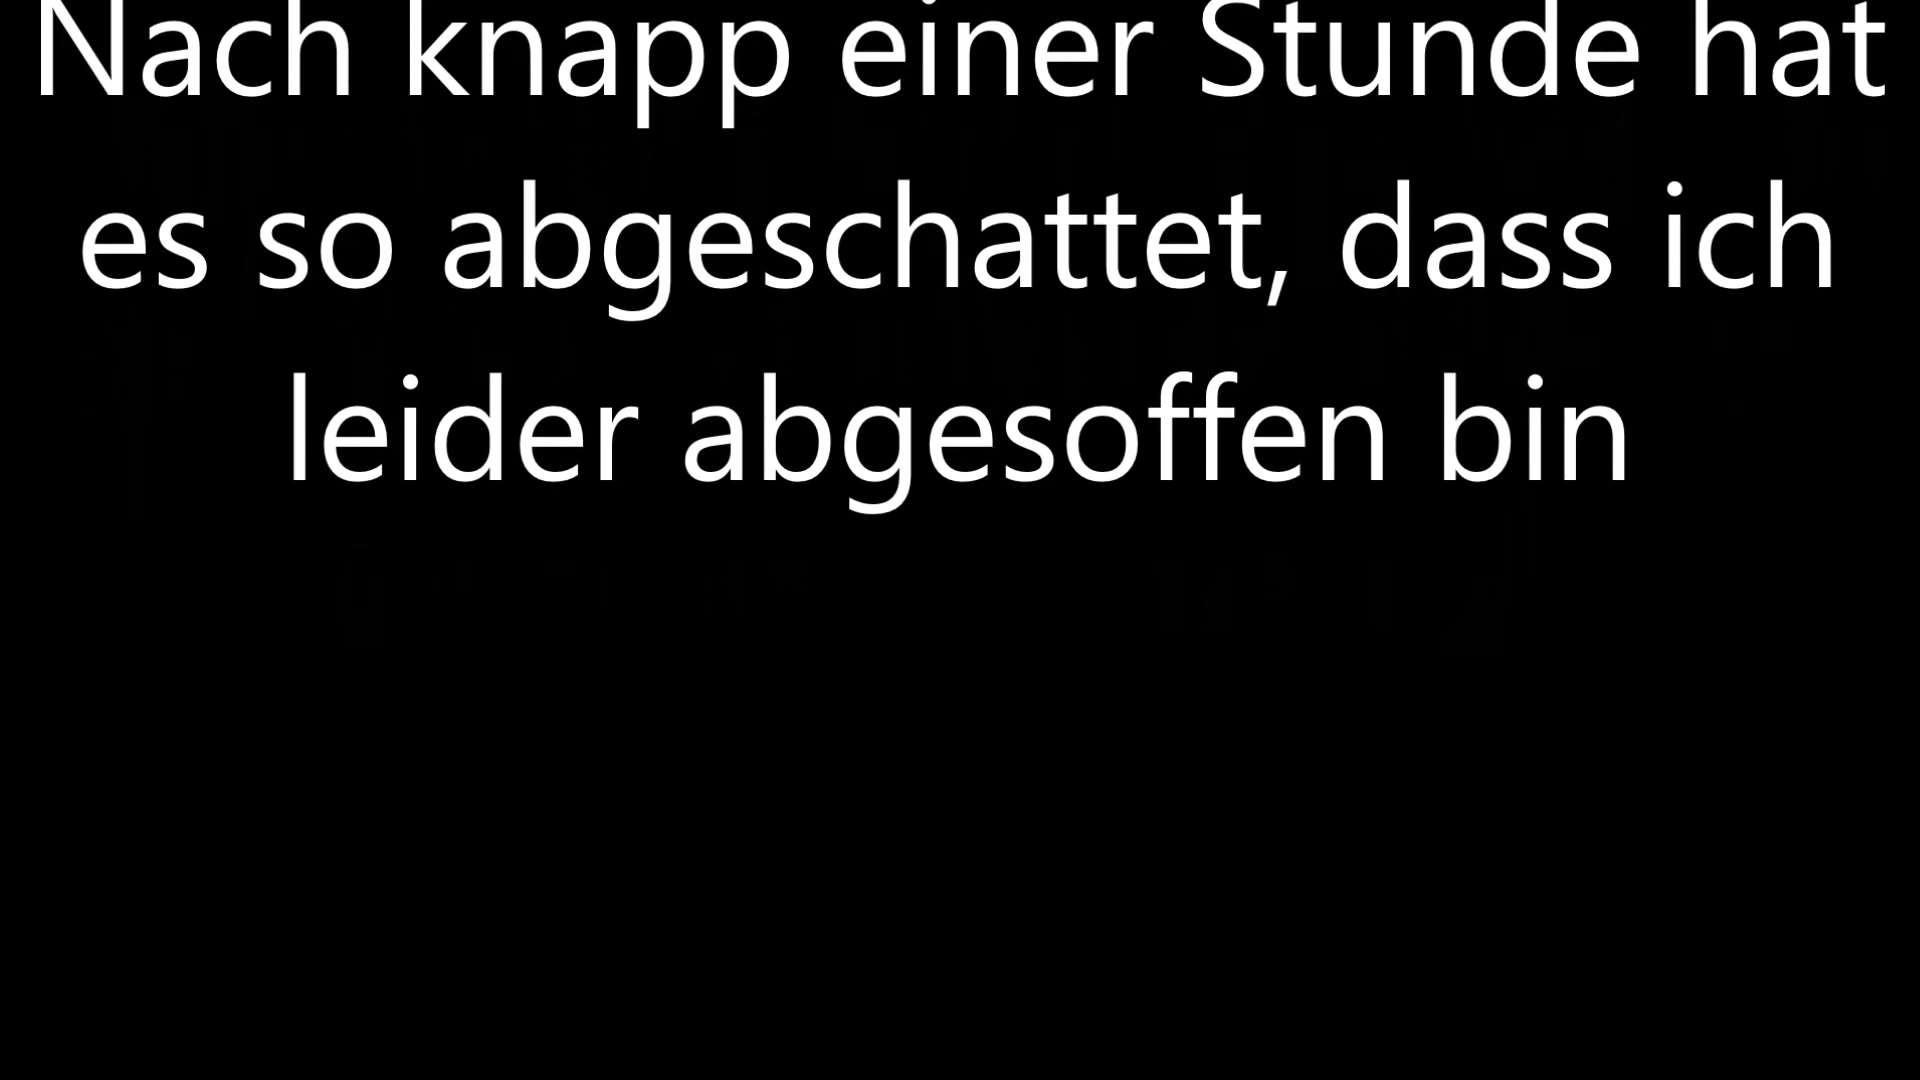 Nach knapp einer Stunde hat
es so abgeschattet, dass ich
leider abgesoffen bin